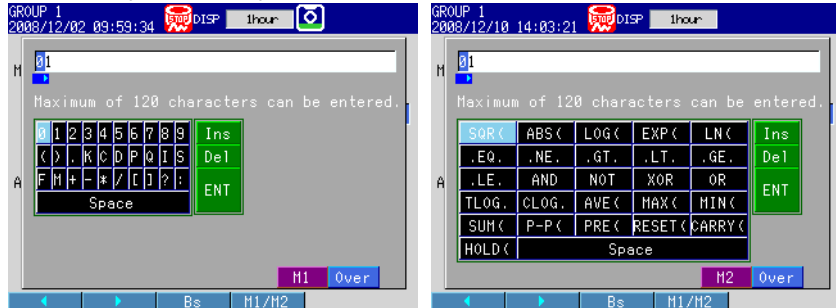 GROUP 1
2008/12/02 09:59:34 STOP DISP 1hour
M
01
Maximum of 120 characters can be entered.
0 1 2 3 4 5 6 7 8 9 Ins
( ) . K C D P Q I S Del
A
F M + - * / [ ] ? : ENT
Space
M1 Over
Bs M1/M2
GROUP 1
2008/12/10 14:03:21 STOP DISP 1hour
M
01
Maximum of 120 characters can be entered.
SQR( ABS( LOG( EXP( LN( Ins
.EQ. .NE. .GT. .LT. .GE. Del
A
.LE. AND NOT XOR OR ENT
TLOG. CLOG. AVE( MAX( MIN(
SUM( P-P( PRE( RESET( CARRY(
HOLD( Space
M2 Over
Bs M1/M2